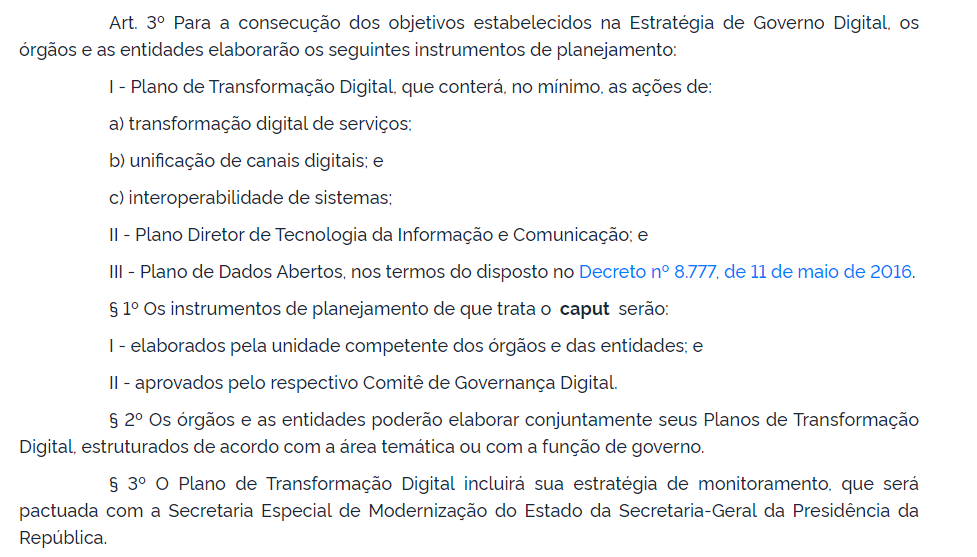 Art. 3º Para a consecução dos objetivos estabelecidos na Estratégia de Governo Digital, os
órgãos e as entidades elaborarão os seguintes instrumentos de planejamento:
I - Plano de Transformação Digital, que conterá, no mínimo, as ações de:
a) transformação digital de serviços;
b) unificação de canais digitais; e
c) interoperabilidade de sistemas;
II - Plano Diretor de Tecnologia da Informação e Comunicação; e
III - Plano de Dados Abertos, nos termos do disposto no Decreto nº 8.777, de 11 de maio de 2016.
§ 1º Os instrumentos de planejamento de que trata o caput serão:
I - elaborados pela unidade competente dos órgãos e das entidades; e
II - aprovados pelo respectivo Comitê de Governança Digital.
§ 2º Os órgãos e as entidades poderão elaborar conjuntamente seus Planos de Transformação
Digital, estruturados de acordo com a área temática ou com a função de governo.
§ 3º O Plano de Transformação Digital incluirá sua estratégia de monitoramento, que será
pactuada com a Secretaria Especial de Modernização do Estado da Secretaria-Geral da Presidência da
República.